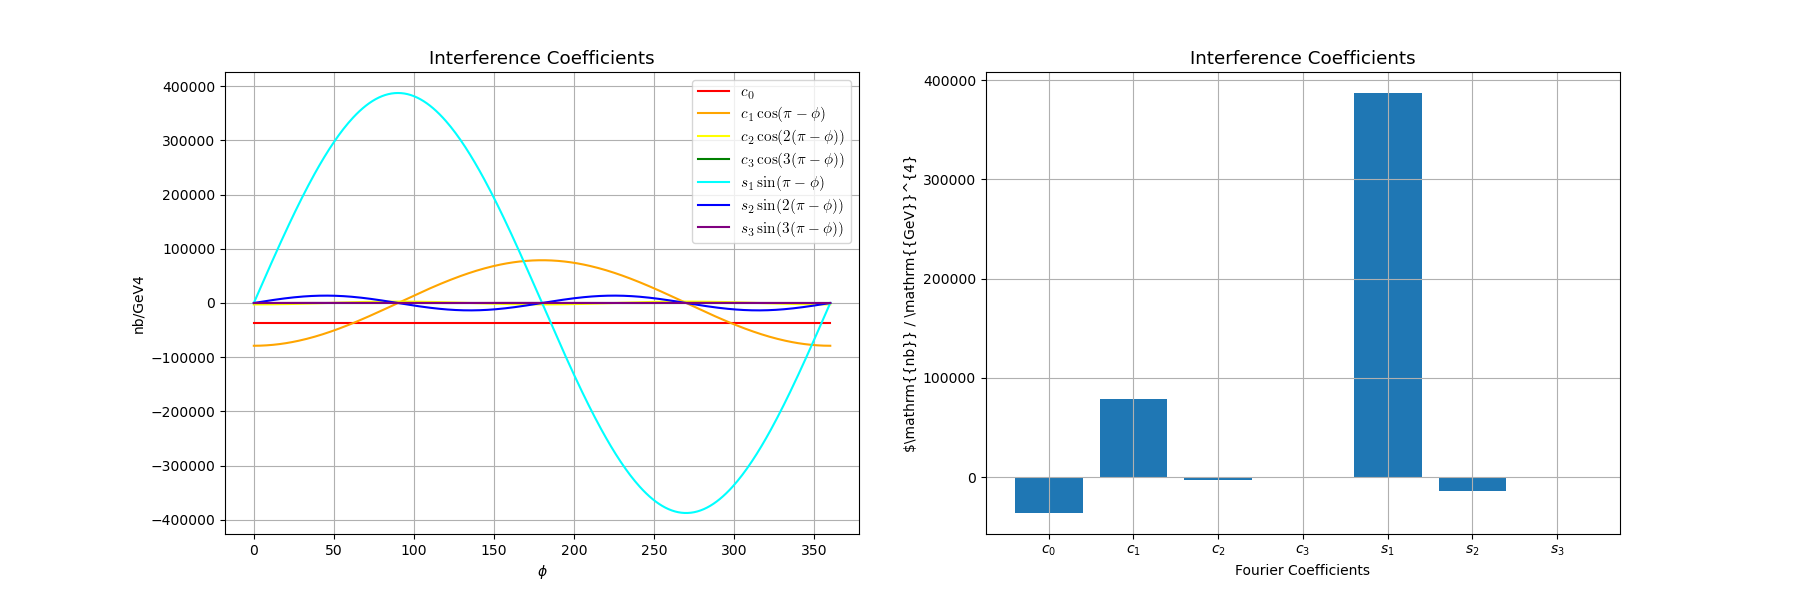 Interference Coefficients
400000
300000
200000
100000
0
−100000
−200000
−300000
−400000
nb/GeV4
0 50 100 150 200 250 300 350
ϕ
c₀
c₁ cos(π − ϕ)
c₂ cos(2(π − ϕ))
c₃ cos(3(π − ϕ))
s₁ sin(π − ϕ)
s₂ sin(2(π − ϕ))
s₃ sin(3(π − ϕ))
Interference Coefficients
400000
300000
200000
100000
0
$\mathrm{{nb}} / \mathrm{{GeV}}^{4}
c₀ c₁ c₂ c₃ s₁ s₂ s₃
Fourier Coefficients